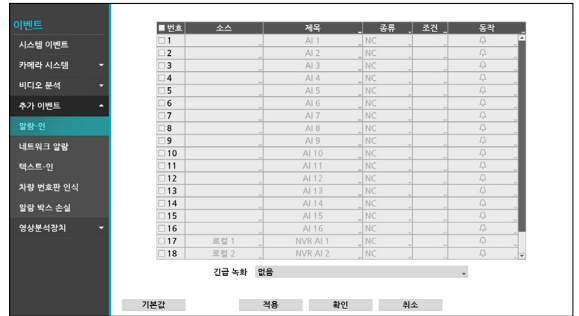 이벤트
시스템 이벤트
카메라 시스템
비디오 분석
추가 이벤트
알람-인
네트워크 알람
텍스트-인
차량 번호판 인식
알람 박스 손실
영상분석장치
번호 소스 제목 종류 조건 동작
1 AI 1 NC
2 AI 2 NC
3 AI 3 NC
4 AI 4 NC
5 AI 5 NC
6 AI 6 NC
7 AI 7 NC
8 AI 8 NC
9 AI 9 NC
10 AI 10 NC
11 AI 11 NC
12 AI 12 NC
13 AI 13 NC
14 AI 14 NC
15 AI 15 NC
16 AI 16 NC
17 로컬 1 NVR AI 1 NC
18 로컬 2 NVR AI 2 NC
긴급 녹화 없음
기본값 적용 확인 취소